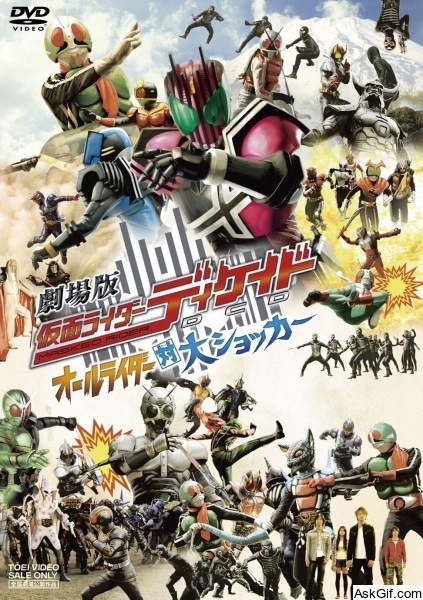 DVD
VIDEO
劇場版
仮面ライダー ディケイド
MASKED RIDER DCD
オールライダー対大ショッカー
TOEI VIDEO
SALE ONLY
AskGif.com